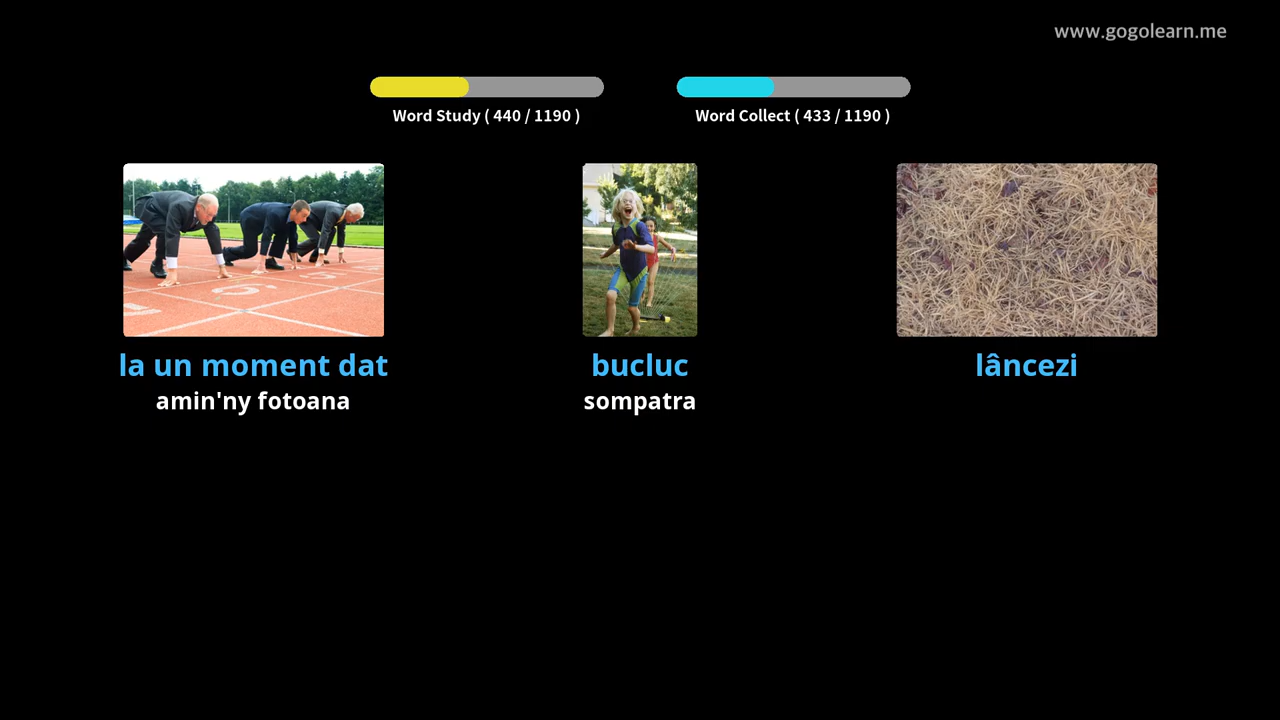 www.gogolearn.me
Word Study ( 440 / 1190 )
Word Collect ( 433 / 1190 )
la un moment dat
amin'ny fotoana
bucluc
sompatra
lâncezi